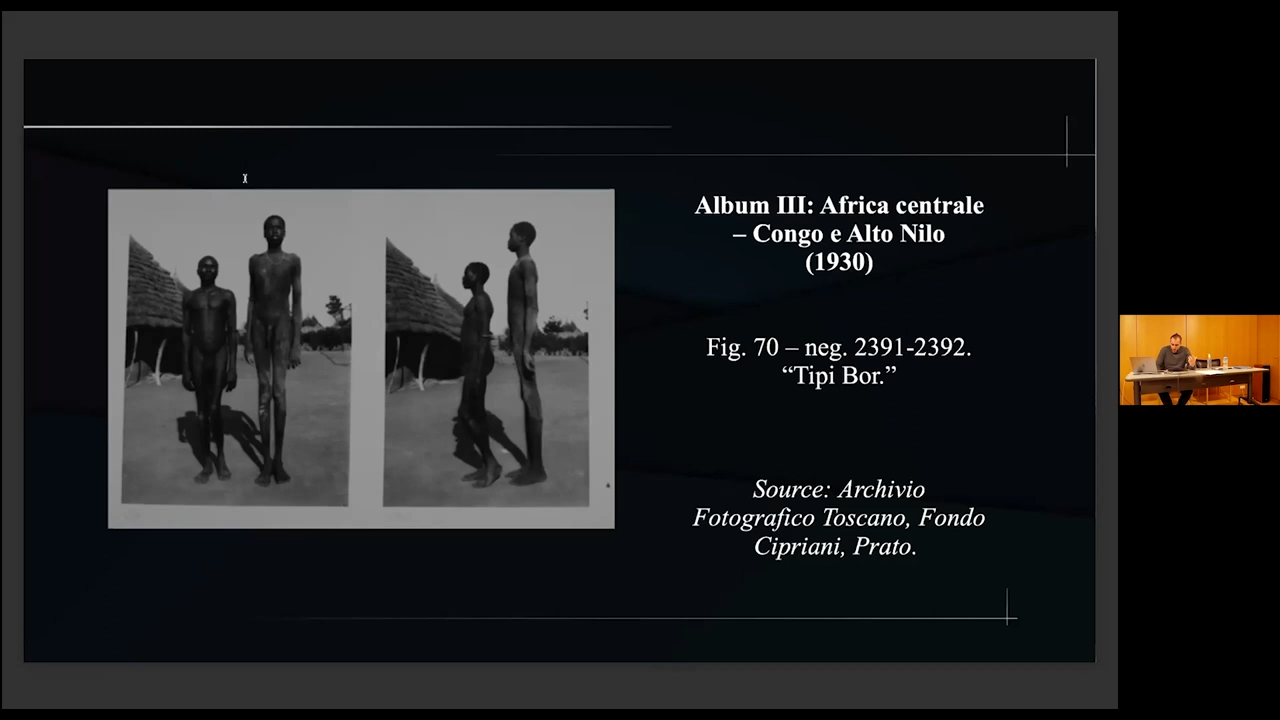 Album III: Africa centrale
– Congo e Alto Nilo
(1930)
Fig. 70 – neg. 2391-2392.
“Tipi Bor.”
Source: Archivio
Fotografico Toscano, Fondo
Cipriani, Prato.